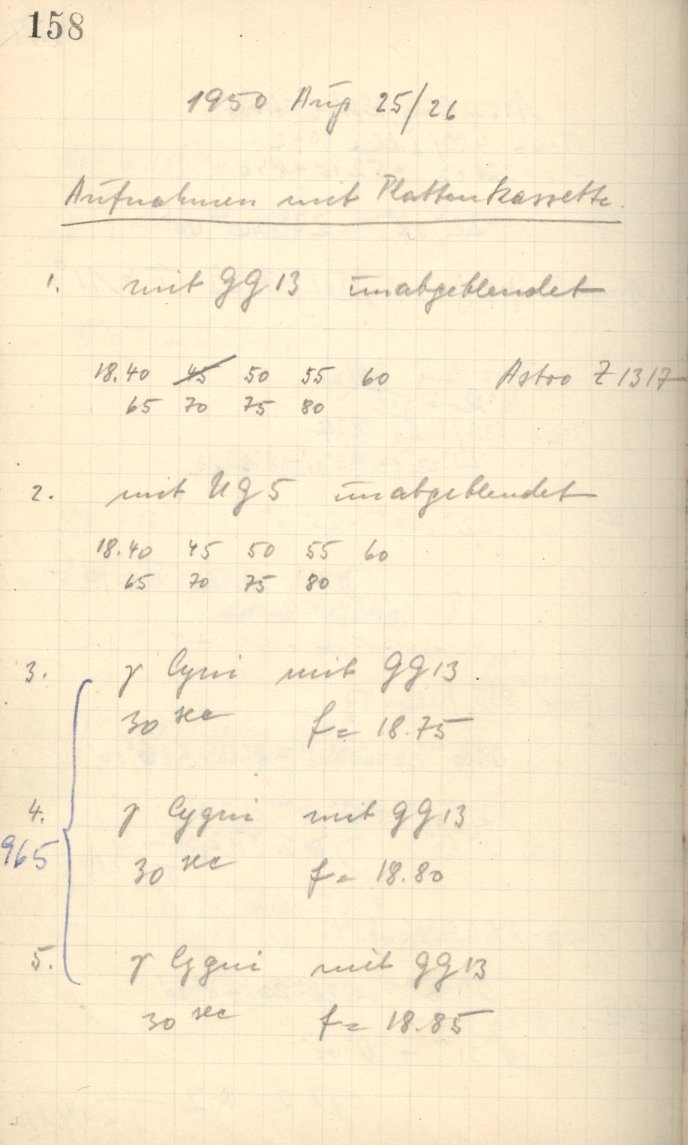 158
1950 Aug 25/26
Aufnahmen mit Plattenkassette.
1. mit GG13 unabgeblendet
18.40 45 50 55 60 Astro Z 1317
65 70 75 80
2. mit UG5 unabgeblendet
18.40 45 50 55 60
65 70 75 80
3. γ Cyni mit GG13
30 sec f = 18.75
4. γ Cygni mit GG13
965
30 sec f = 18.80
5. γ Cygni mit GG13
30 sec f = 18.85